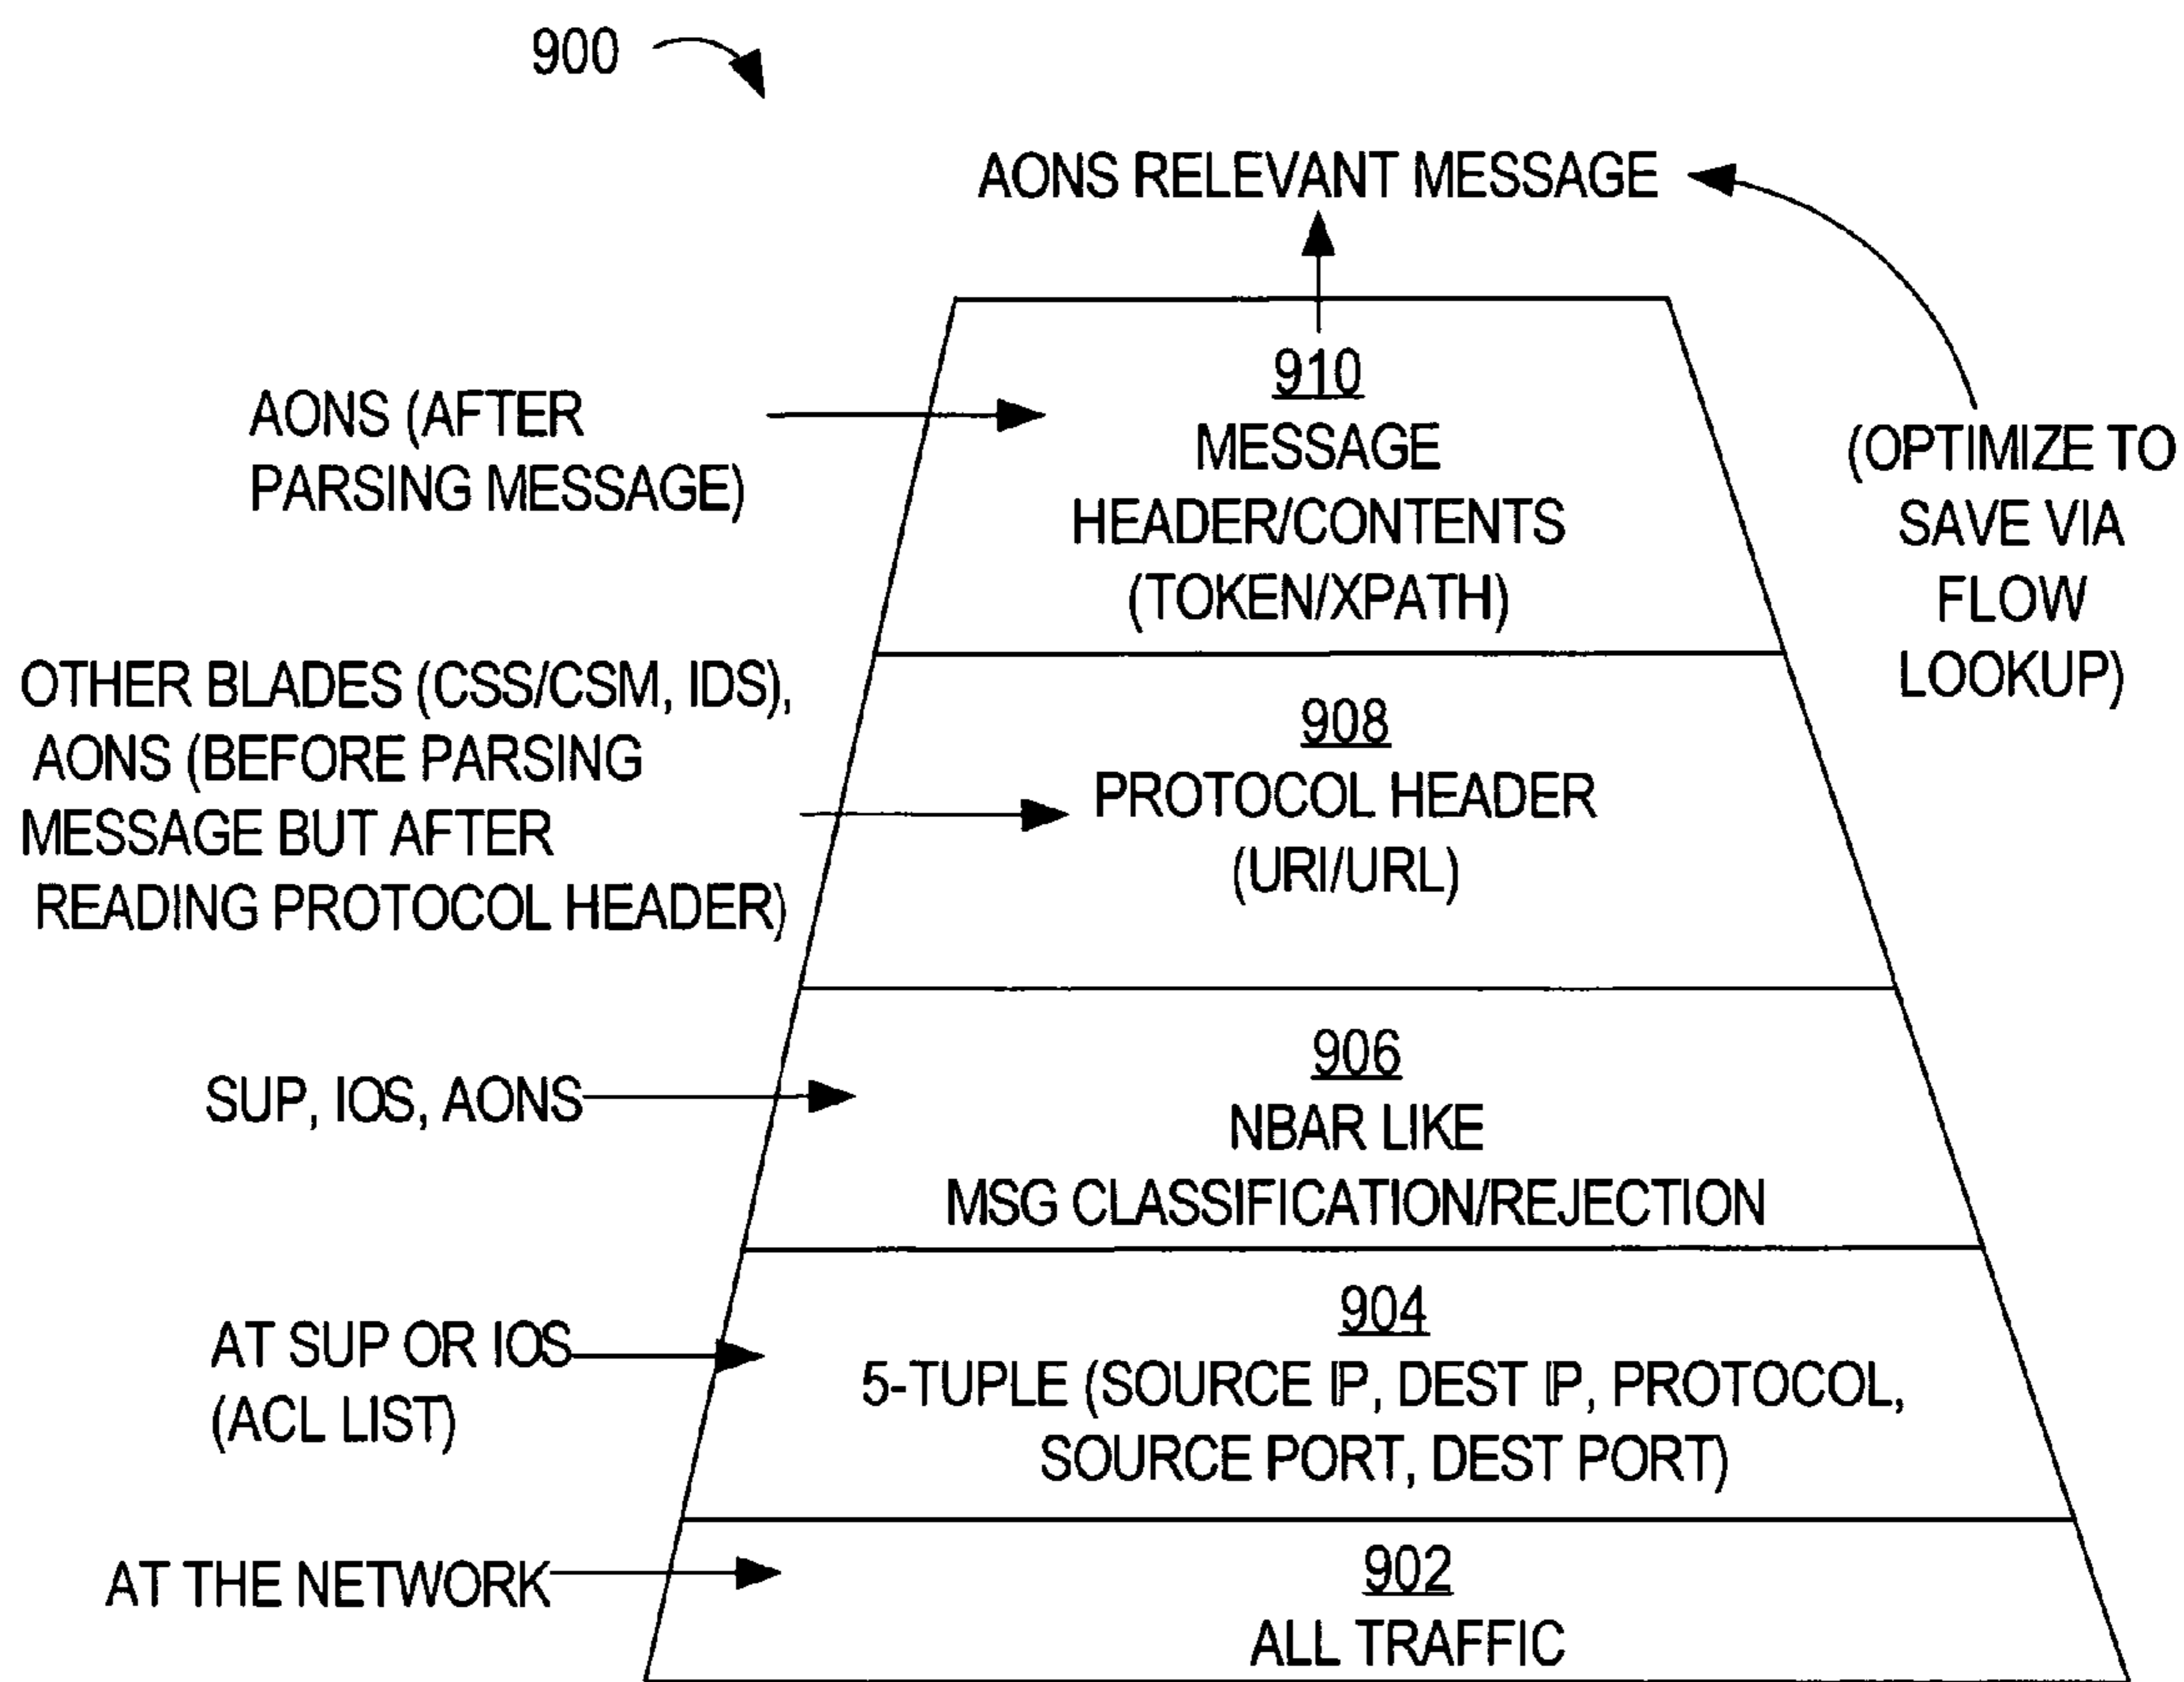 900
AONS RELEVANT MESSAGE
910
MESSAGE
HEADER/CONTENTS
(TOKEN/XPATH)
AONS (AFTER
PARSING MESSAGE)
(OPTIMIZE TO
SAVE VIA
FLOW
LOOKUP)
OTHER BLADES (CSS/CSM, IDS),
AONS (BEFORE PARSING
MESSAGE BUT AFTER
READING PROTOCOL HEADER)
908
PROTOCOL HEADER
(URI/URL)
SUP, IOS, AONS
906
NBAR LIKE
MSG CLASSIFICATION/REJECTION
AT SUP OR IOS
(ACL LIST)
904
5-TUPLE (SOURCE IP, DEST IP, PROTOCOL,
SOURCE PORT, DEST PORT)
AT THE NETWORK
902
ALL TRAFFIC